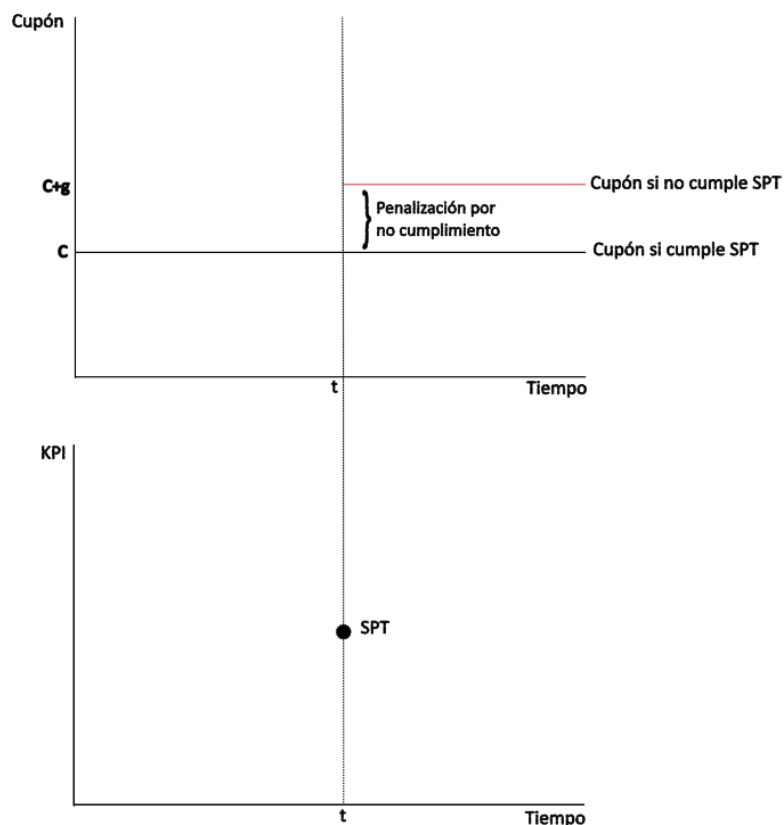 Cupón
C+g
Cupón si no cumple SPT
Penalización por
no cumplimiento
C
Cupón si cumple SPT
t
Tiempo
KPI
SPT
t
Tiempo